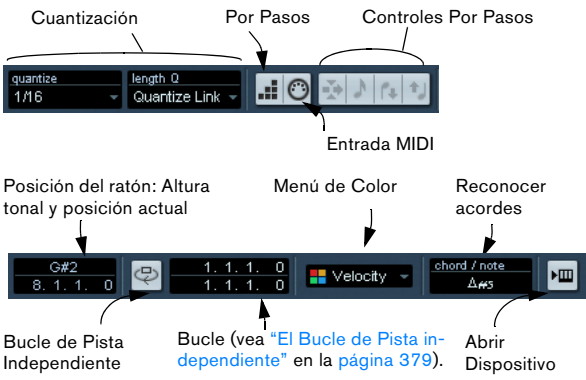 Cuantización
Por Pasos
Controles Por Pasos
quantize
length Q
1/16
Quantize Link
Entrada MIDI
Posición del ratón: Altura
tonal y posición actual
Menú de Color
Reconocer
acordes
G#2
8. 1. 1. 0
1. 1. 1. 0
1. 1. 1. 0
Velocity
chord / note
Bucle de Pista
Independiente
Bucle (vea “El Bucle de Pista in-
dependiente” en la página 379).
Abrir
Dispositivo